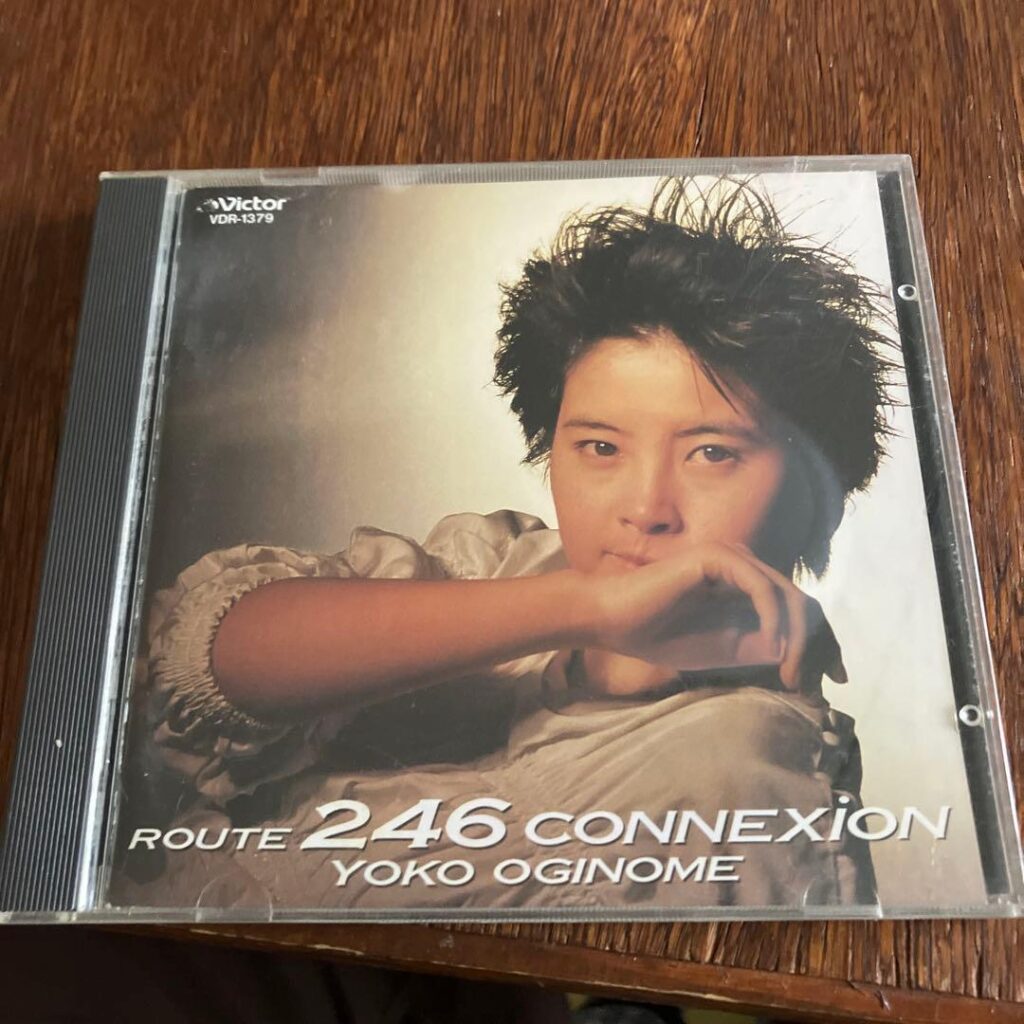 Victor
VDR-1379
ROUTE 246 CONNEXiON
YOKO OGINOME